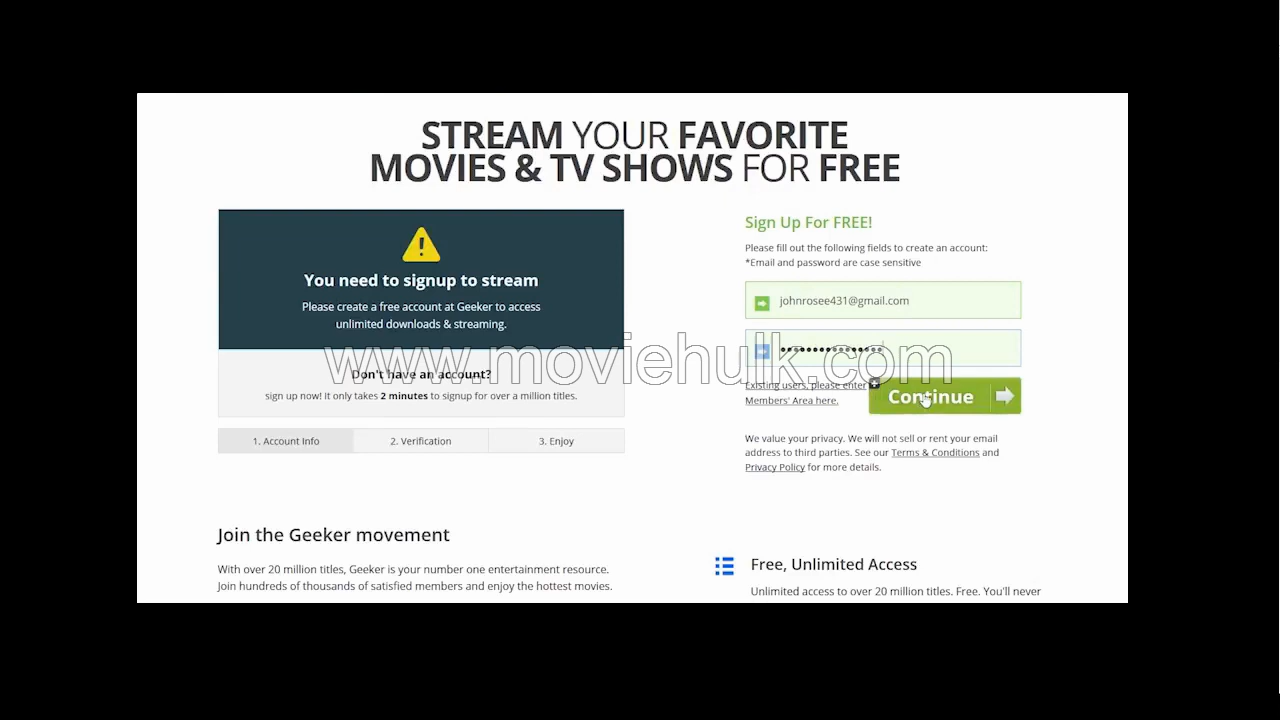 STREAM YOUR FAVORITE
MOVIES & TV SHOWS FOR FREE
You need to signup to stream
Please create a free account at Geeker to access
unlimited downloads & streaming.
Don't have an account?
sign up now! It only takes 2 minutes to signup for over a million titles.
1. Account Info
2. Verification
3. Enjoy
Sign Up For FREE!
Please fill out the following fields to create an account:
*Email and password are case sensitive
johnrosee431@gmail.com
www.moviehulk.com
Existing users, please enter
Members' Area here.
Continue
We value your privacy. We will not sell or rent your email
address to third parties. See our Terms & Conditions and
Privacy Policy for more details.
Join the Geeker movement
With over 20 million titles, Geeker is your number one entertainment resource.
Join hundreds of thousands of satisfied members and enjoy the hottest movies.
Free, Unlimited Access
Unlimited access to over 20 million titles. Free. You'll never